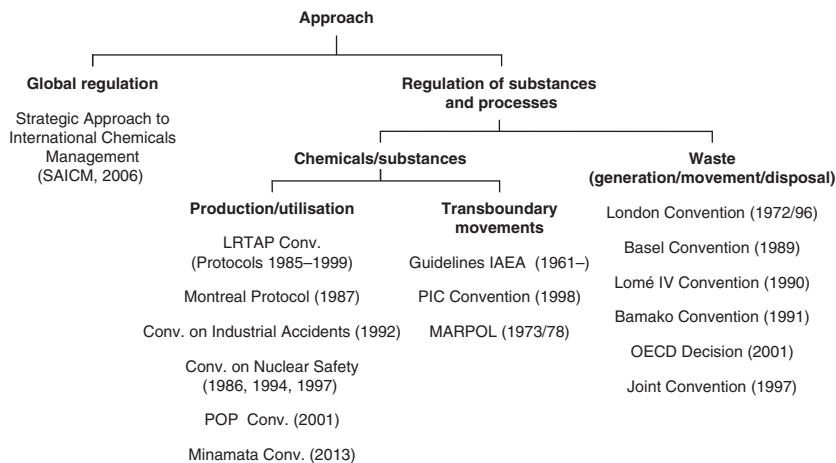 Approach
Global regulation
Strategic Approach to
International Chemicals
Management
(SAICM, 2006)
Regulation of substances
and processes
Chemicals/substances
Production/utilisation
LRTAP Conv.
(Protocols 1985–1999)
Montreal Protocol (1987)
Conv. on Industrial Accidents (1992)
Conv. on Nuclear Safety
(1986, 1994, 1997)
POP Conv. (2001)
Minamata Conv. (2013)
Transboundary
movements
Guidelines IAEA (1961–)
PIC Convention (1998)
MARPOL (1973/78)
Waste
(generation/movement/disposal)
London Convention (1972/96)
Basel Convention (1989)
Lomé IV Convention (1990)
Bamako Convention (1991)
OECD Decision (2001)
Joint Convention (1997)